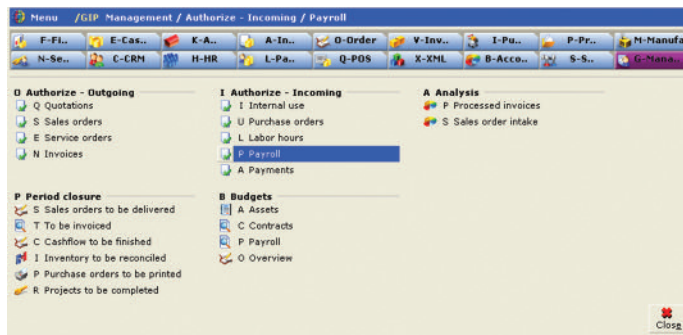 Menu /GIP Management / Authorize - Incoming / Payroll
F-Fi.. E-Cas.. K-A.. A-In.. O-Order V-Inv.. I-Pu.. P-Pr.. M-Manufa
N-Se.. C-CRM H-HR L-Pa.. Q-POS X-XML B-Acco.. S-S.. G-Mana..
O Authorize - Outgoing
Q Quotations
S Sales orders
E Service orders
N Invoices
I Authorize - Incoming
I Internal use
U Purchase orders
L Labor hours
P Payroll
A Payments
A Analysis
P Processed invoices
S Sales order intake
P Period closure
S Sales orders to be delivered
T To be invoiced
C Cashflow to be finished
I Inventory to be reconciled
P Purchase orders to be printed
R Projects to be completed
B Budgets
A Assets
C Contracts
P Payroll
O Overview
Close